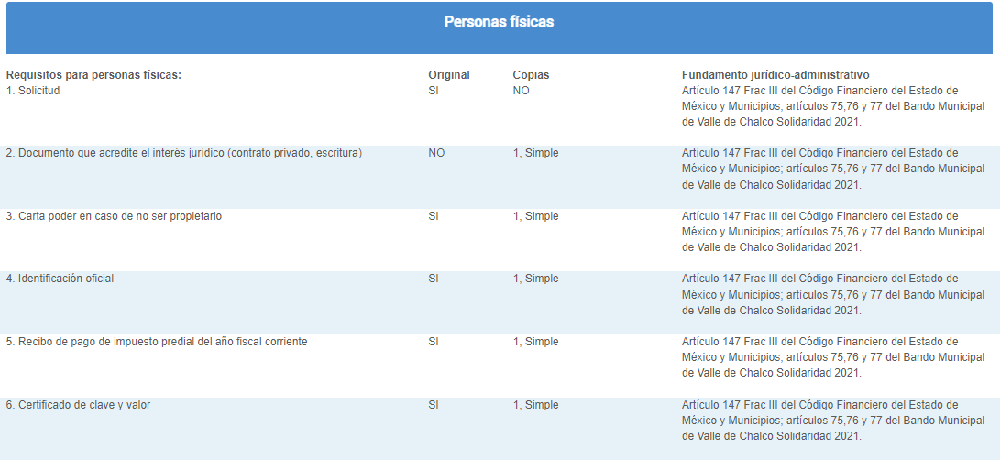 Personas físicas
Requisitos para personas físicas: Original Copias Fundamento jurídico-administrativo
1. Solicitud SI NO Artículo 147 Frac III del Código Financiero del Estado de
México y Municipios; artículos 75,76 y 77 del Bando Municipal
de Valle de Chalco Solidaridad 2021.
2. Documento que acredite el interés jurídico (contrato privado, escritura) NO 1, Simple Artículo 147 Frac III del Código Financiero del Estado de
México y Municipios; artículos 75,76 y 77 del Bando Municipal
de Valle de Chalco Solidaridad 2021.
3. Carta poder en caso de no ser propietario SI 1, Simple Artículo 147 Frac III del Código Financiero del Estado de
México y Municipios; artículos 75,76 y 77 del Bando Municipal
de Valle de Chalco Solidaridad 2021.
4. Identificación oficial SI 1, Simple Artículo 147 Frac III del Código Financiero del Estado de
México y Municipios; artículos 75,76 y 77 del Bando Municipal
de Valle de Chalco Solidaridad 2021.
5. Recibo de pago de impuesto predial del año fiscal corriente SI 1, Simple Artículo 147 Frac III del Código Financiero del Estado de
México y Municipios; artículos 75,76 y 77 del Bando Municipal
de Valle de Chalco Solidaridad 2021.
6. Certificado de clave y valor SI 1, Simple Artículo 147 Frac III del Código Financiero del Estado de
México y Municipios; artículos 75,76 y 77 del Bando Municipal
de Valle de Chalco Solidaridad 2021.